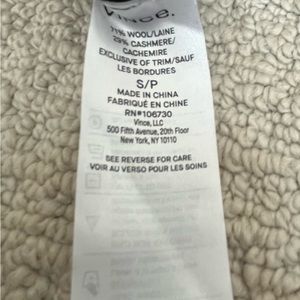 Vince.
71% WOOL/LAINE
29% CASHMERE/
CACHEMIRE
EXCLUSIVE OF TRIM/SAUF
LES BORDURES
S/P
MADE IN CHINA
FABRIQUÉ EN CHINE
RN#106730
Vince, LLC
500 Fifth Avenue, 20th Floor
New York, NY 10110
SEE REVERSE FOR CARE
VOIR AU VERSO POUR LES SOINS